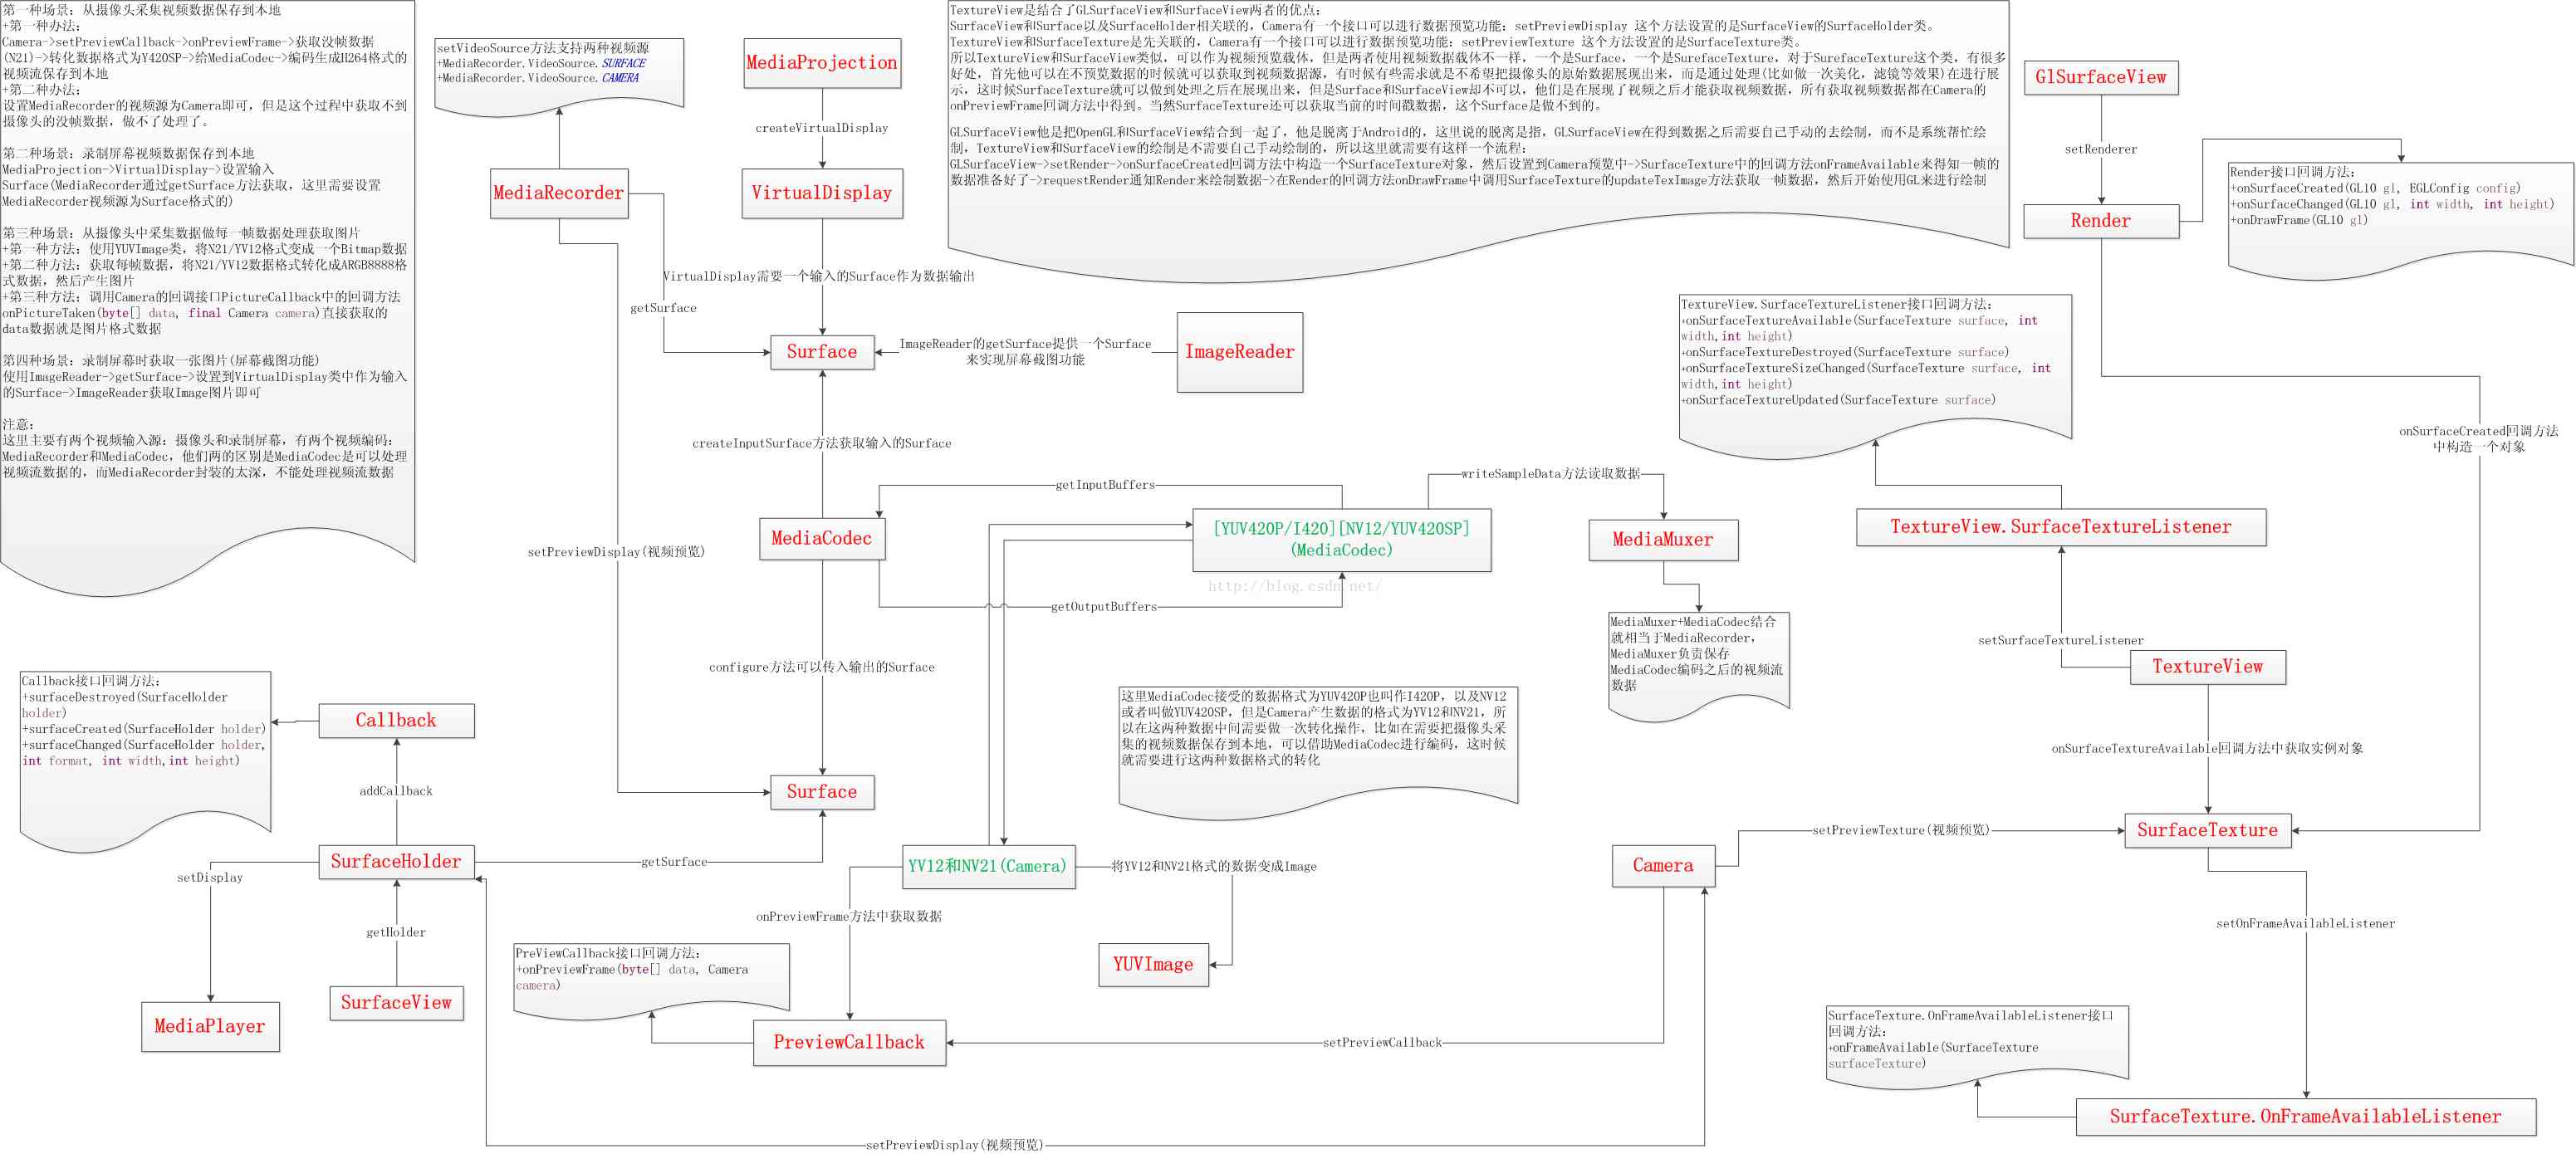 第一种场景: 从摄像头采集视频数据保存到本地
+第一种办法:
Camera->setPreviewCallback->onPreviewFrame->获取没帧数据
(N21)->转化数据格式为Y420SP->给MediaCodec->编码生成H264格式的
视频流保存到本地
+第二种办法:
设置MediaRecorder的视频源为Camera即可, 但是这个过程中获取不到
摄像头的没帧数据, 做不了处理了。
第二种场景: 录制屏幕视频数据保存到本地
MediaProjection->VirtualDisplay->设置输入
Surface(MediaRecorder通过getSurface方法获取, 这里需要设置
MediaRecorder视频源为Surface格式的)
第三种场景: 从摄像头中采集数据做每一帧数据处理获取图片
+第一种方法: 使用YUVImage类, 将N21/YV12格式变成一个Bitmap数据
+第二种方法: 获取每帧数据, 将N21/YV12数据格式转化成ARGB8888格
式数据, 然后产生图片
+第三种方法: 调用Camera的回调接口PictureCallback中的回调方法
onPictureTaken(byte[] data, final Camera camera)直接获取的
data数据就是图片格式数据
第四种场景: 录制屏幕时获取一张图片(屏幕截图功能)
使用ImageReader->getSurface->设置到VirtualDisplay类中作为输入
的Surface->ImageReader获取Image图片即可
注意:
这里主要有两个视频输入源: 摄像头和录制屏幕, 有两个视频编码:
MediaRecorder和MediaCodec, 他们两的区别是MediaCodec是可以处理
视频流数据的, 而MediaRecorder封装的太深, 不能处理视频流数据
setVideoSource方法支持两种视频源
+MediaRecorder.VideoSource.SURFACE
+MediaRecorder.VideoSource.CAMERA
MediaProjection
createVirtualDisplay
MediaRecorder
VirtualDisplay
TextureView是结合了GLSurfaceView和SurfaceView两者的优点:
SurfaceView和Surface以及SurfaceHolder相关联的, Camera有一个接口可以进行数据预览功能: setPreviewDisplay 这个方法设置的是SurfaceView的SurfaceHolder类。
TextureView和SurfaceTexture是先关联的, Camera有一个接口可以进行数据预览功能: setPreviewTexture 这个方法设置的是SurfaceTexture类。
所以TextureView和SurfaceView类似, 可以作为视频预览载体, 但是两者使用视频数据载体不一样, 一个是Surface, 一个是SurefaceTexture, 对于SurefaceTexture这个类, 有很多
好处, 首先他可以在不预览数据的时候就可以获取到视频数据源, 有时候有些需求就是不希望把摄像头的原始数据展现出来, 而是通过处理(比如做一次美化, 滤镜等效果)在进行展
示, 这时候SurfaceTexture就可以做到处理之后在展现出来, 但是Surface和SurfaceView却不可以, 他们是在展现了视频之后才能获取视频数据, 所有获取视频数据都在Camera的
onPreviewFrame回调方法中得到。当然SurfaceTexture还可以获取当前的时间戳数据, 这个Surface是做不到的。
GLSurfaceView他是把OpenGL和SurfaceView结合到一起了, 他是脱离于Android的, 这里说的脱离是指, GLSurfaceView在得到数据之后需要自己手动的去绘制, 而不是系统帮忙绘
制, TextureView和SurfaceView的绘制是不需要自己手动绘制的, 所以这里就需要有这样一个流程:
GLSurfaceView->setRender->onSurfaceCreated回调方法中构造一个SurfaceTexture对象, 然后设置到Camera预览中->SurfaceTexture中的回调方法onFrameAvailable来得知一帧的
数据准备好了->requestRender通知Render来绘制数据->在Render的回调方法onDrawFrame中调用SurfaceTexture的updateTexImage方法获取一帧数据, 然后开始使用GL来进行绘制
GlSurfaceView
setRenderer
Render
Render接口回调方法:
+onSurfaceCreated(GL10 gl, EGLConfig config)
+onSurfaceChanged(GL10 gl, int width, int height)
+onDrawFrame(GL10 gl)
VirtualDisplay需要一个输入的Surface作为数据输出
getSurface
Surface
ImageReader的getSurface提供一个Surface
来实现屏幕截图功能
ImageReader
TextureView.SurfaceTextureListener接口回调方法:
+onSurfaceTextureAvailable(SurfaceTexture surface, int
width,int height)
+onSurfaceTextureDestroyed(SurfaceTexture surface)
+onSurfaceTextureSizeChanged(SurfaceTexture surface, int
width,int height)
+onSurfaceTextureUpdated(SurfaceTexture surface)
onSurfaceCreated回调方法
中构造一个对象
createInputSurface方法获取输入的Surface
getInputBuffers
writeSampleData方法读取数据
MediaCodec
[YUV420P/I420][NV12/YUV420SP]
(MediaCodec)
MediaMuxer
TextureView.SurfaceTextureListener
setPreviewDisplay(视频预览)
http://blog.csdn.net/
getOutputBuffers
MediaMuxer+MediaCodec结合
就相当于MediaRecorder,
MediaMuxer负责保存
MediaCodec编码之后的视频流
数据
setSurfaceTextureListener
TextureView
configure方法可以传入输出的Surface
Callback接口回调方法:
+surfaceDestroyed(SurfaceHolder
holder)
+surfaceCreated(SurfaceHolder holder)
+surfaceChanged(SurfaceHolder holder,
int format, int width,int height)
Callback
这里MediaCodec接受的数据格式为YUV420P也叫作I420P, 以及NV12
或者叫做YUV420SP, 但是Camera产生数据的格式为YV12和NV21, 所
以在这两种数据中间需要做一次转化操作, 比如在需要把摄像头采
集的视频数据保存到本地, 可以借助MediaCodec进行编码, 这时候
就需要进行这两种数据格式的转化
onSurfaceTextureAvailable回调方法中获取实例对象
addCallback
Surface
setPreviewTexture(视频预览)
SurfaceTexture
SurfaceHolder
getSurface
YV12和NV21(Camera)
将YV12和NV21格式的数据变成Image
Camera
setDisplay
onPreviewFrame方法中获取数据
setOnFrameAvailableListener
getHolder
PreViewCallback接口回调方法:
+onPreviewFrame(byte[] data, Camera
camera)
YUVImage
SurfaceView
MediaPlayer
PreviewCallback
setPreviewCallback
SurfaceTexture.OnFrameAvailableListener接口
回调方法:
+onFrameAvailable(SurfaceTexture
surfaceTexture)
SurfaceTexture.OnFrameAvailableListener
setPreviewDisplay(视频预览)